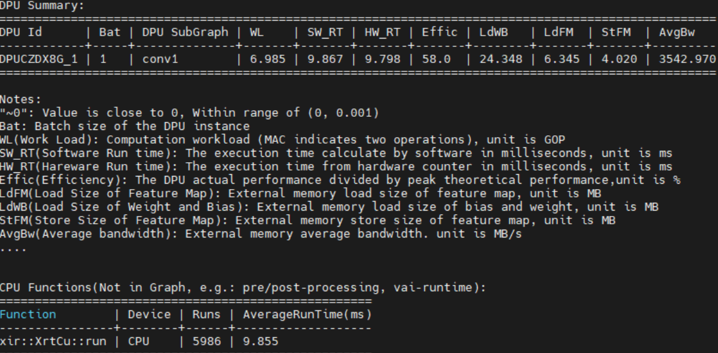 DPU Summary:
=====================================================================================================
DPU Id      | Bat | DPU SubGraph | WL    | SW_RT | HW_RT | Effic | LdWB   | LdFM  | StFM  | AvgBw
------------+-----+--------------+-------+-------+-------+-------+--------+-------+-------+----------
DPUCZDX8G_1 | 1   | conv1        | 6.985 | 9.867 | 9.798 | 58.0  | 24.348 | 6.345 | 4.020 | 3542.970
=====================================================================================================
Notes:
"~0": Value is close to 0, Within range of (0, 0.001)
Bat: Batch size of the DPU instance
WL(Work Load): Computation workload (MAC indicates two operations), unit is GOP
SW_RT(Software Run time): The execution time calculate by software in milliseconds, unit is ms
HW_RT(Hareware Run time): The execution time from hardware counter in milliseconds, unit is ms
Effic(Efficiency): The DPU actual performance divided by peak theoretical performance,unit is %
LdFM(Load Size of Feature Map): External memory load size of feature map, unit is MB
LdWB(Load Size of Weight and Bias): External memory load size of bias and weight, unit is MB
StFM(Store Size of Feature Map): External memory store size of feature map, unit is MB
AvgBw(Average bandwidth): External memory average bandwidth. unit is MB/s
....
CPU Functions(Not in Graph, e.g.: pre/post-processing, vai-runtime):
====================================================
Function        | Device | Runs | AverageRunTime(ms)
----------------+--------+------+-------------------
xir::XrtCu::run | CPU    | 5986 | 9.855